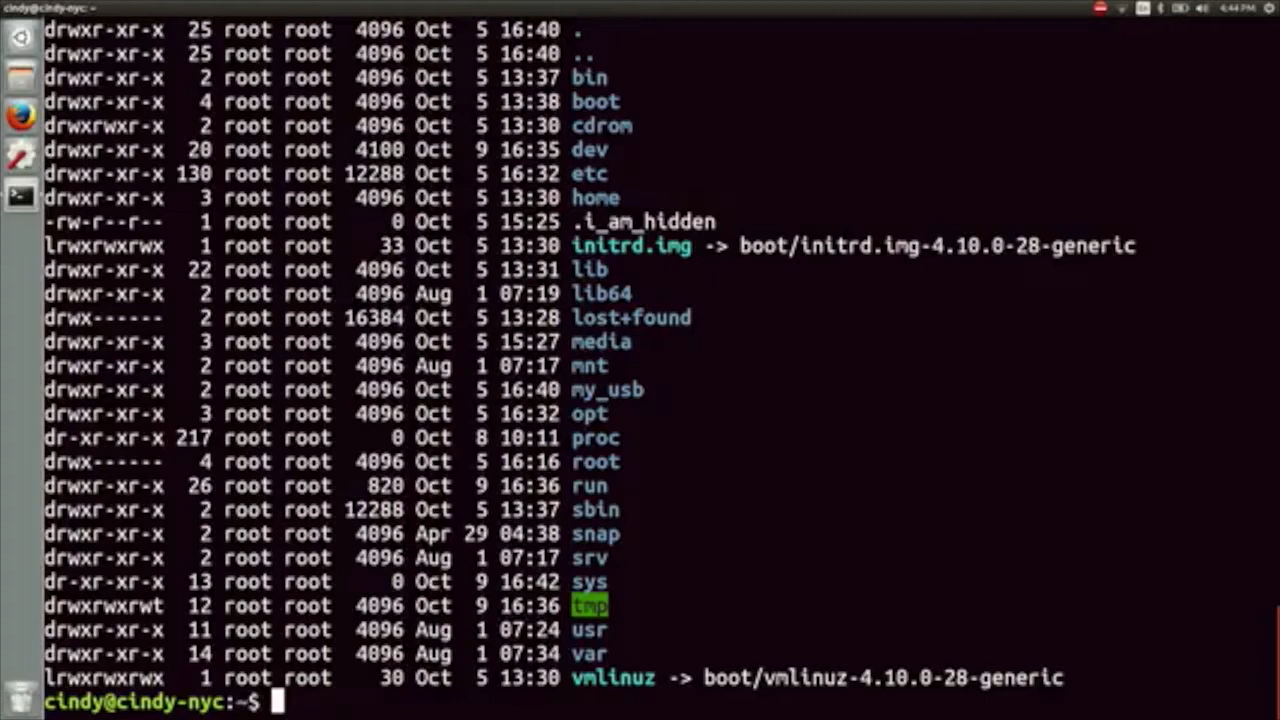 cindy@cindy-nyc: ~ 4:44 PM
drwxr-xr-x 25 root root 4096 Oct 5 16:40 .
drwxr-xr-x 25 root root 4096 Oct 5 16:40 ..
drwxr-xr-x 2 root root 4096 Oct 5 13:37 bin
drwxr-xr-x 4 root root 4096 Oct 5 13:38 boot
drwxrwxr-x 2 root root 4096 Oct 5 13:30 cdrom
drwxr-xr-x 20 root root 4100 Oct 9 16:35 dev
drwxr-xr-x 130 root root 12288 Oct 5 16:32 etc
drwxr-xr-x 3 root root 4096 Oct 5 13:30 home
-rw-r--r-- 1 root root 0 Oct 5 15:25 .i_am_hidden
lrwxrwxrwx 1 root root 33 Oct 5 13:30 initrd.img -> boot/initrd.img-4.10.0-28-generic
drwxr-xr-x 22 root root 4096 Oct 5 13:31 lib
drwxr-xr-x 2 root root 4096 Aug 1 07:19 lib64
drwx------ 2 root root 16384 Oct 5 13:28 lost+found
drwxr-xr-x 3 root root 4096 Oct 5 15:27 media
drwxr-xr-x 2 root root 4096 Aug 1 07:17 mnt
drwxr-xr-x 2 root root 4096 Oct 5 16:40 my_usb
drwxr-xr-x 3 root root 4096 Oct 5 16:32 opt
dr-xr-xr-x 217 root root 0 Oct 8 10:11 proc
drwx------ 4 root root 4096 Oct 5 16:16 root
drwxr-xr-x 26 root root 820 Oct 9 16:36 run
drwxr-xr-x 2 root root 12288 Oct 5 13:37 sbin
drwxr-xr-x 2 root root 4096 Apr 29 04:38 snap
drwxr-xr-x 2 root root 4096 Aug 1 07:17 srv
dr-xr-xr-x 13 root root 0 Oct 9 16:42 sys
drwxrwxrwt 12 root root 4096 Oct 9 16:36 tmp
drwxr-xr-x 11 root root 4096 Aug 1 07:24 usr
drwxr-xr-x 14 root root 4096 Aug 1 07:34 var
lrwxrwxrwx 1 root root 30 Oct 5 13:30 vmlinuz -> boot/vmlinuz-4.10.0-28-generic
cindy@cindy-nyc:~$